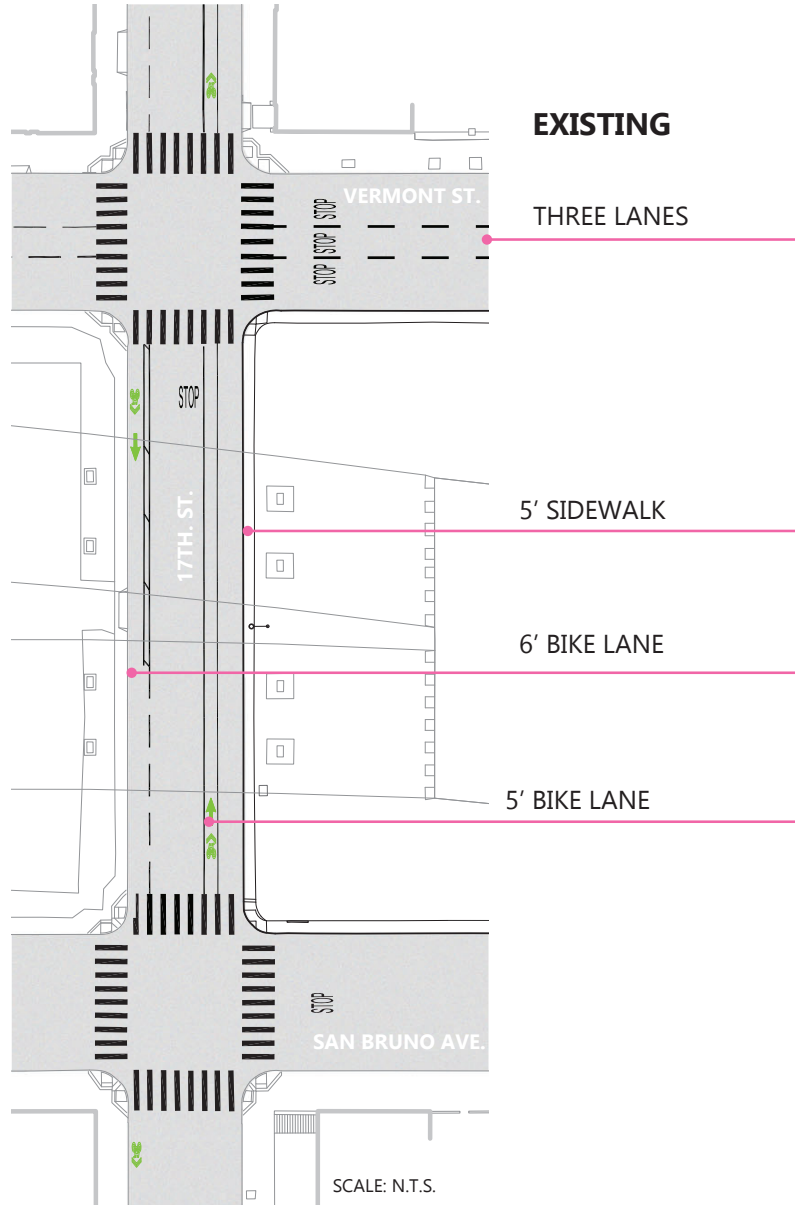 EXISTING
VERMONT ST.
THREE LANES
STOP
STOP
STOP
STOP
17TH. ST.
5’ SIDEWALK
6’ BIKE LANE
5’ BIKE LANE
STOP
SAN BRUNO AVE.
SCALE: N.T.S.